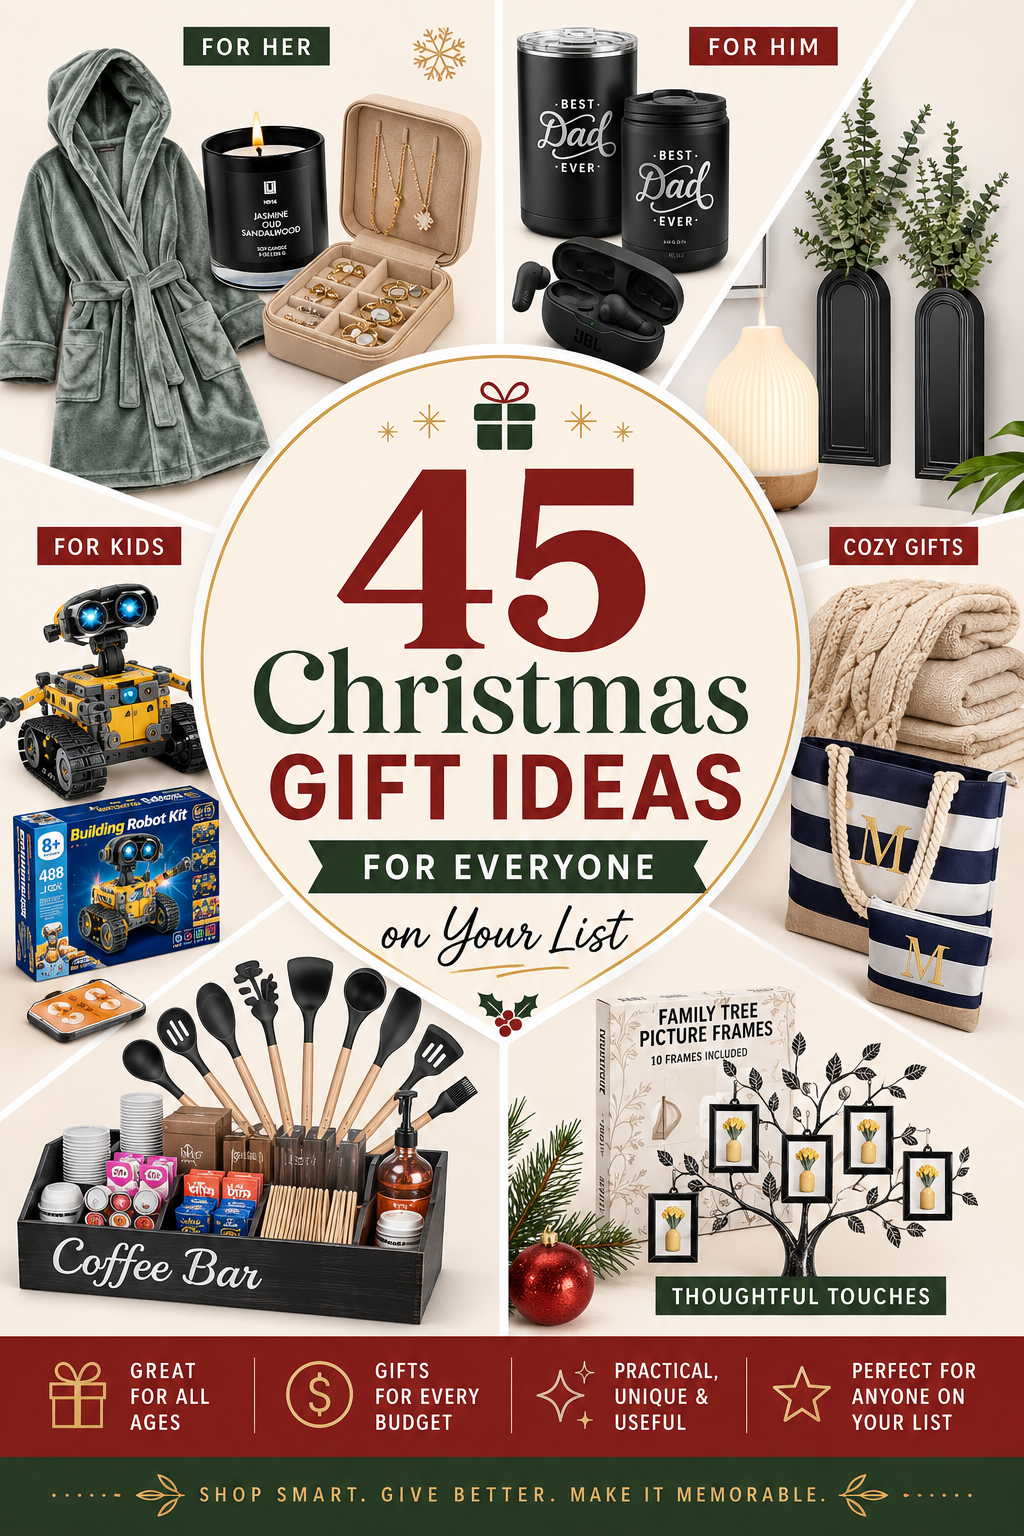 FOR HER
FOR HIM
JASMINE
OUD
SANDALWOOD
·BEST·
Dad
·EVER·
·BEST·
Dad
·EVER·
JBL
FOR KIDS
COZY GIFTS
45
Christmas
GIFT IDEAS
FOR EVERYONE
on Your List
Building Robot Kit
8+
488
M
M
Coffee Bar
FAMILY TREE
PICTURE FRAMES
10 FRAMES INCLUDED
THOUGHTFUL TOUCHES
GREAT
FOR ALL
AGES
GIFTS
FOR EVERY
BUDGET
PRACTICAL,
UNIQUE &
USEFUL
PERFECT FOR
ANYONE ON
YOUR LIST
SHOP SMART. GIVE BETTER. MAKE IT MEMORABLE.